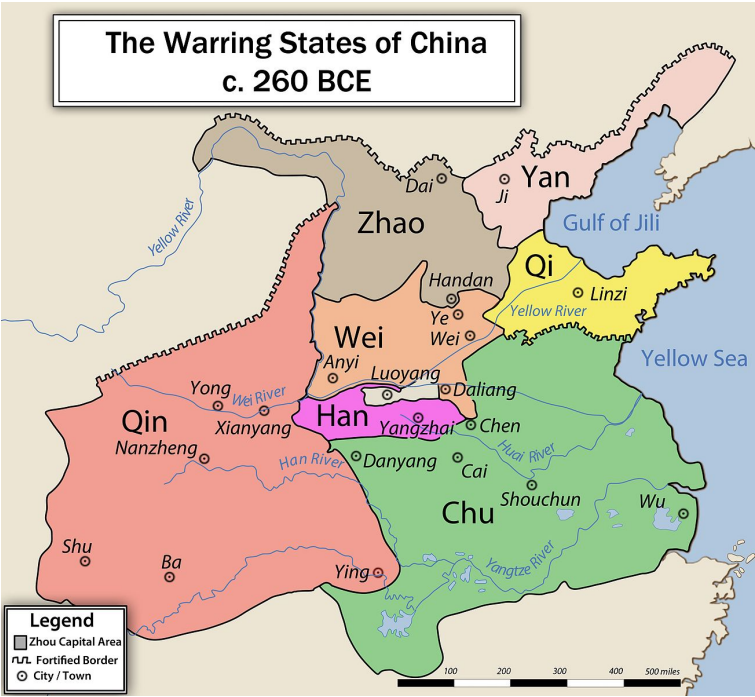 The Warring States of China
c. 260 BCE
Dai
Ji
Yan
Yellow River
Zhao
Gulf of Jili
Qi
Handan
Linzi
Ye
Yellow River
Wei
Wei
Yellow Sea
Anyi
Luoyang
Yong
Wei River
Daliang
Qin
Xianyang
Han
Yangzhai
Chen
Nanzheng
Han River
Danyang
Cai
Huai River
Shouchun
Chu
Wu
Shu
Ba
Ying
Yangtze River
Legend
Zhou Capital Area
Fortified Border
City / Town
100 200 300 400 500 miles